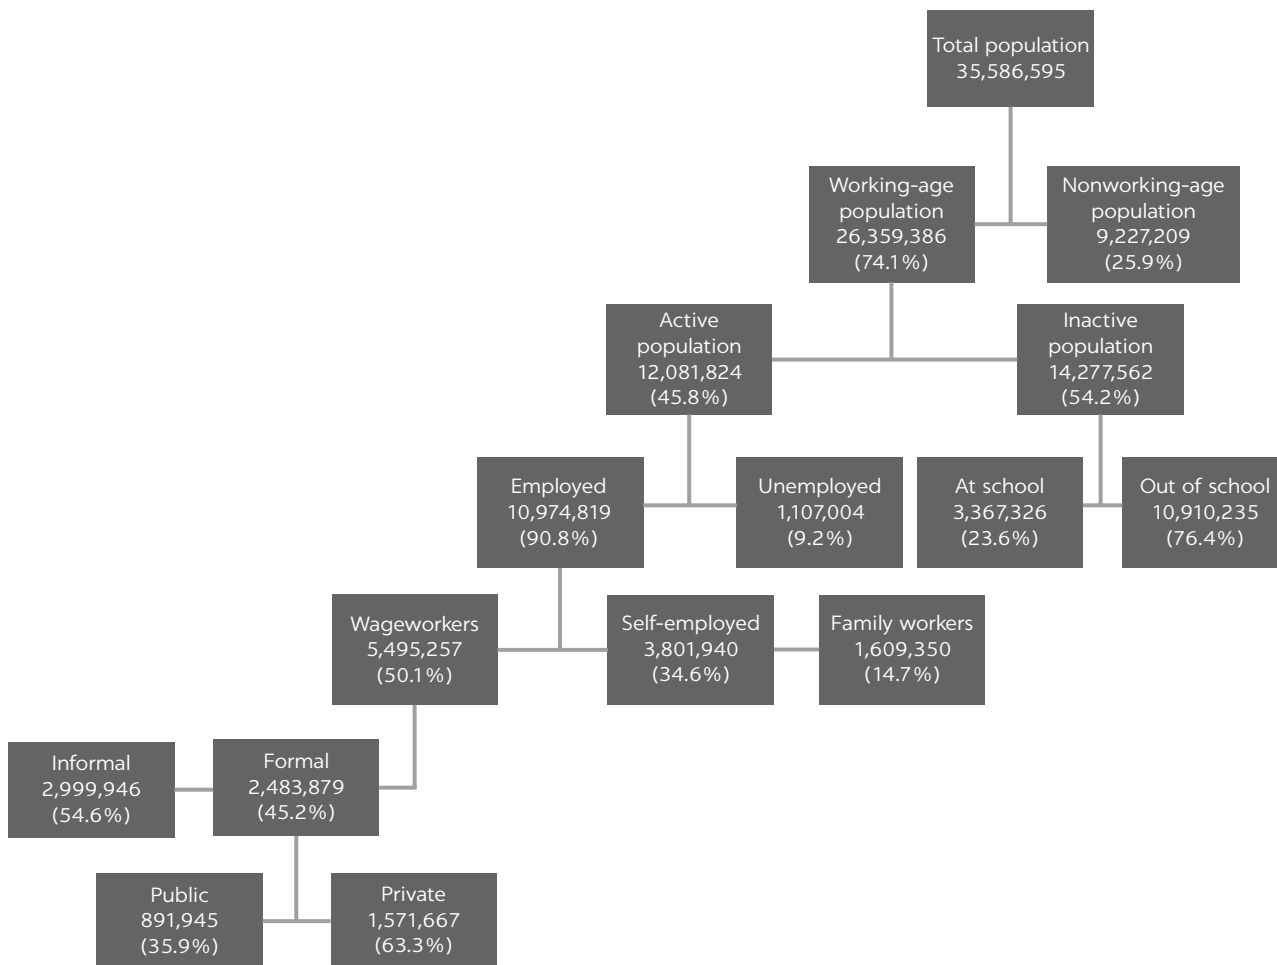 Total population
35,586,595
Working-age
population
26,359,386
(74.1%)
Nonworking-age
population
9,227,209
(25.9%)
Active
population
12,081,824
(45.8%)
Inactive
population
14,277,562
(54.2%)
Employed
10,974,819
(90.8%)
Unemployed
1,107,004
(9.2%)
At school
3,367,326
(23.6%)
Out of school
10,910,235
(76.4%)
Wageworkers
5,495,257
(50.1%)
Self-employed
3,801,940
(34.6%)
Family workers
1,609,350
(14.7%)
Informal
2,999,946
(54.6%)
Formal
2,483,879
(45.2%)
Public
891,945
(35.9%)
Private
1,571,667
(63.3%)